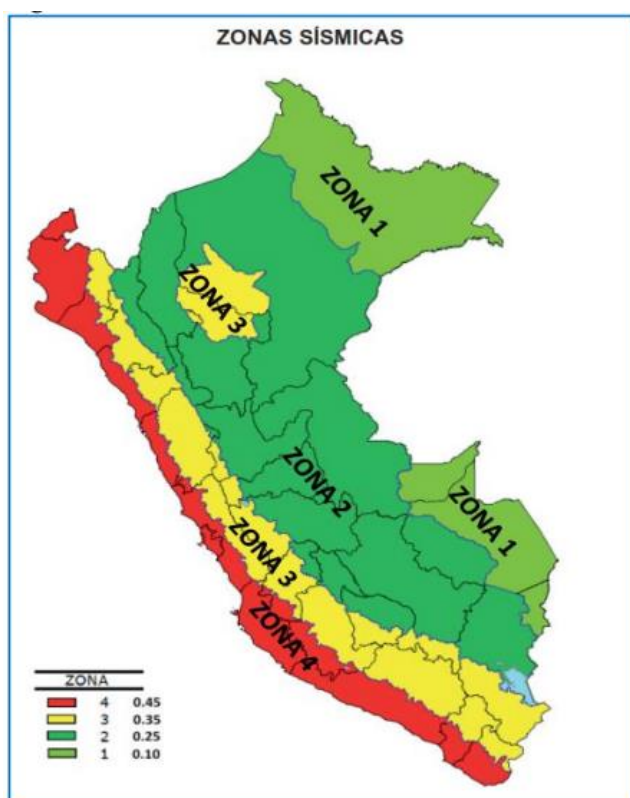 ZONAS SÍSMICAS
ZONA 1
ZONA 3
ZONA 2
ZONA 1
ZONA 3
ZONA 4
ZONA
4 0.45
3 0.35
2 0.25
1 0.10